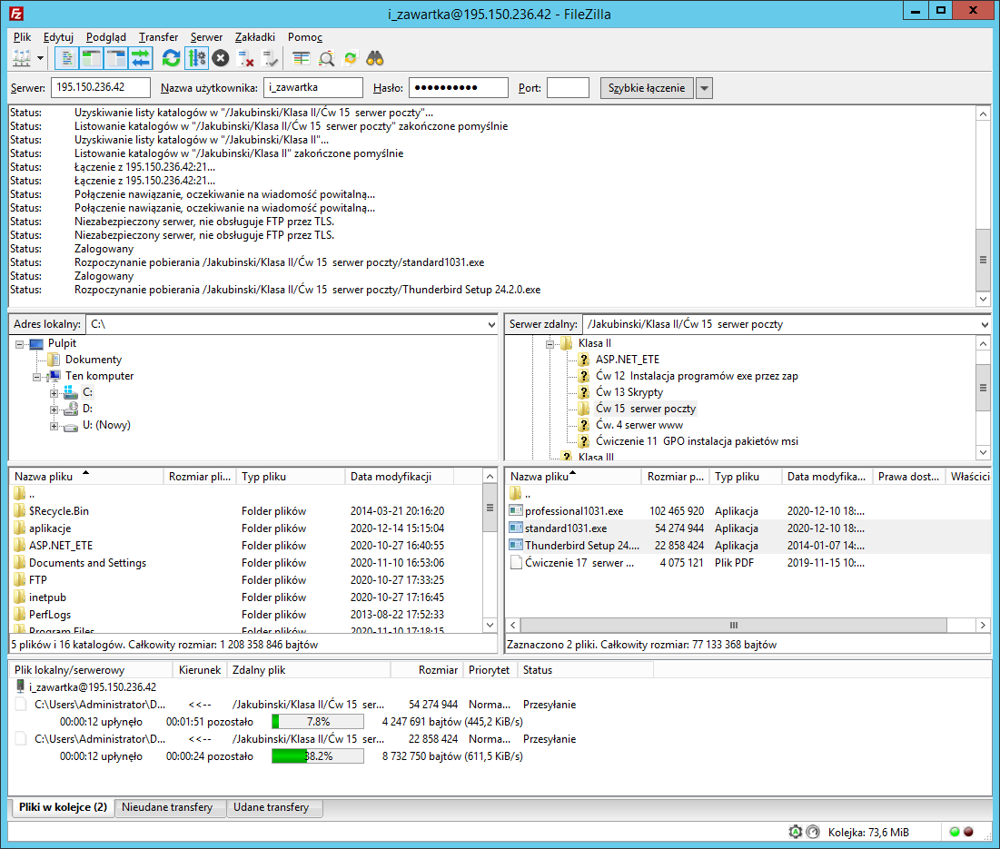 i_zawartka@195.150.236.42 - FileZilla
Plik Edytuj Podgląd Transfer Serwer Zakładki Pomoc
Serwer: 195.150.236.42 Nazwa użytkownika: i_zawartka Hasło: ●●●●●●●●●● Port: Szybkie łączenie
Status: Uzyskiwanie listy katalogów w "/Jakubinski/Klasa II/Ćw 15  serwer poczty"...
Status: Listowanie katalogów w "/Jakubinski/Klasa II/Ćw 15  serwer poczty" zakończone pomyślnie
Status: Uzyskiwanie listy katalogów w "/Jakubinski/Klasa II"...
Status: Listowanie katalogów w "/Jakubinski/Klasa II" zakończone pomyślnie
Status: Łączenie z 195.150.236.42:21...
Status: Łączenie z 195.150.236.42:21...
Status: Połączenie nawiązanie, oczekiwanie na wiadomość powitalną...
Status: Połączenie nawiązanie, oczekiwanie na wiadomość powitalną...
Status: Niezabezpieczony serwer, nie obsługuje FTP przez TLS.
Status: Niezabezpieczony serwer, nie obsługuje FTP przez TLS.
Status: Zalogowany
Status: Rozpoczynanie pobierania /Jakubinski/Klasa II/Ćw 15  serwer poczty/standard1031.exe
Status: Zalogowany
Status: Rozpoczynanie pobierania /Jakubinski/Klasa II/Ćw 15  serwer poczty/Thunderbird Setup 24.2.0.exe
Adres lokalny: C:\
Pulpit
Dokumenty
Ten komputer
C:
D:
U: (Nowy)
Serwer zdalny: /Jakubinski/Klasa II/Ćw 15  serwer poczty
Klasa II
ASP.NET_ETE
Ćw 12  Instalacja programów exe przez zap
Ćw 13 Skrypty
Ćw 15  serwer poczty
Ćw. 4 serwer www
Ćwiczenie 11  GPO instalacja pakietów msi
Klasa III
Nazwa pliku Rozmiar pli... Typ pliku Data modyfikacji
..
$Recycle.Bin Folder plików 2014-03-21 20:16:20
aplikacje Folder plików 2020-12-14 15:15:04
ASP.NET_ETE Folder plików 2020-10-27 16:40:55
Documents and Settings Folder plików 2020-11-10 16:53:06
FTP Folder plików 2020-10-27 17:33:25
inetpub Folder plików 2020-10-27 17:16:45
PerfLogs Folder plików 2013-08-22 17:52:33
Program Files Folder plików 2020-11-10 17:18:15
5 plików i 16 katalogów. Całkowity rozmiar: 1 208 358 846 bajtów
Nazwa pliku Rozmiar p... Typ pliku Data modyfika... Prawa dost... Właścici
..
professional1031.exe 102 465 920 Aplikacja 2020-12-10 18:...
standard1031.exe 54 274 944 Aplikacja 2020-12-10 18:...
Thunderbird Setup 24.... 22 858 424 Aplikacja 2014-01-07 14:...
Ćwiczenie 17  serwer ... 4 075 121 Plik PDF 2019-11-15 10:...
Zaznaczono 2 pliki. Całkowity rozmiar: 77 133 368 bajtów
Plik lokalny/serwerowy Kierunek Zdalny plik Rozmiar Priorytet Status
i_zawartka@195.150.236.42
C:\Users\Administrator\D... <<-- /Jakubinski/Klasa II/Ćw 15  ser... 54 274 944 Norma... Przesyłanie
00:00:12 upłynęło 00:01:51 pozostało 7.8% 4 247 691 bajtów (445,2 KiB/s)
C:\Users\Administrator\D... <<-- /Jakubinski/Klasa II/Ćw 15  ser... 22 858 424 Norma... Przesyłanie
00:00:12 upłynęło 00:00:24 pozostało 38.2% 8 732 750 bajtów (611,5 KiB/s)
Pliki w kolejce (2) Nieudane transfery Udane transfery
Kolejka: 73,6 MiB